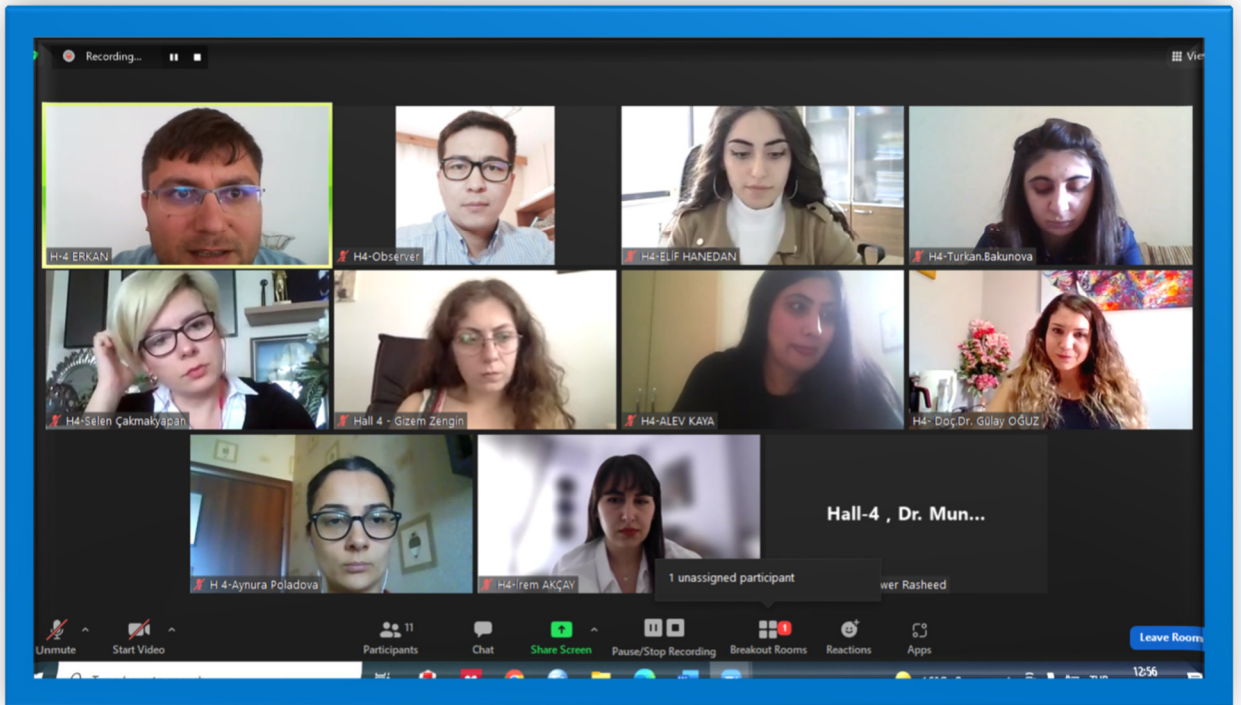 Recording...
H-4 ERKAN
H4-Observer
H4-ELİF HANEDAN
H4-Turkan.Bakunova
H4-Selen Çakmakyapan
Hall 4 - Gizem Zengin
H4-ALEV KAYA
H4- Doç.Dr. Gülay OĞUZ
H 4-Aynura Poladova
H4-İrem AKÇAY
Hall-4 , Dr. Mun...
wer Rasheed
1 unassigned participant
Unmute
Start Video
Participants
11
Chat
Share Screen
Pause/Stop Recording
Breakout Rooms
1
Reactions
Apps
Leave Room
12:56